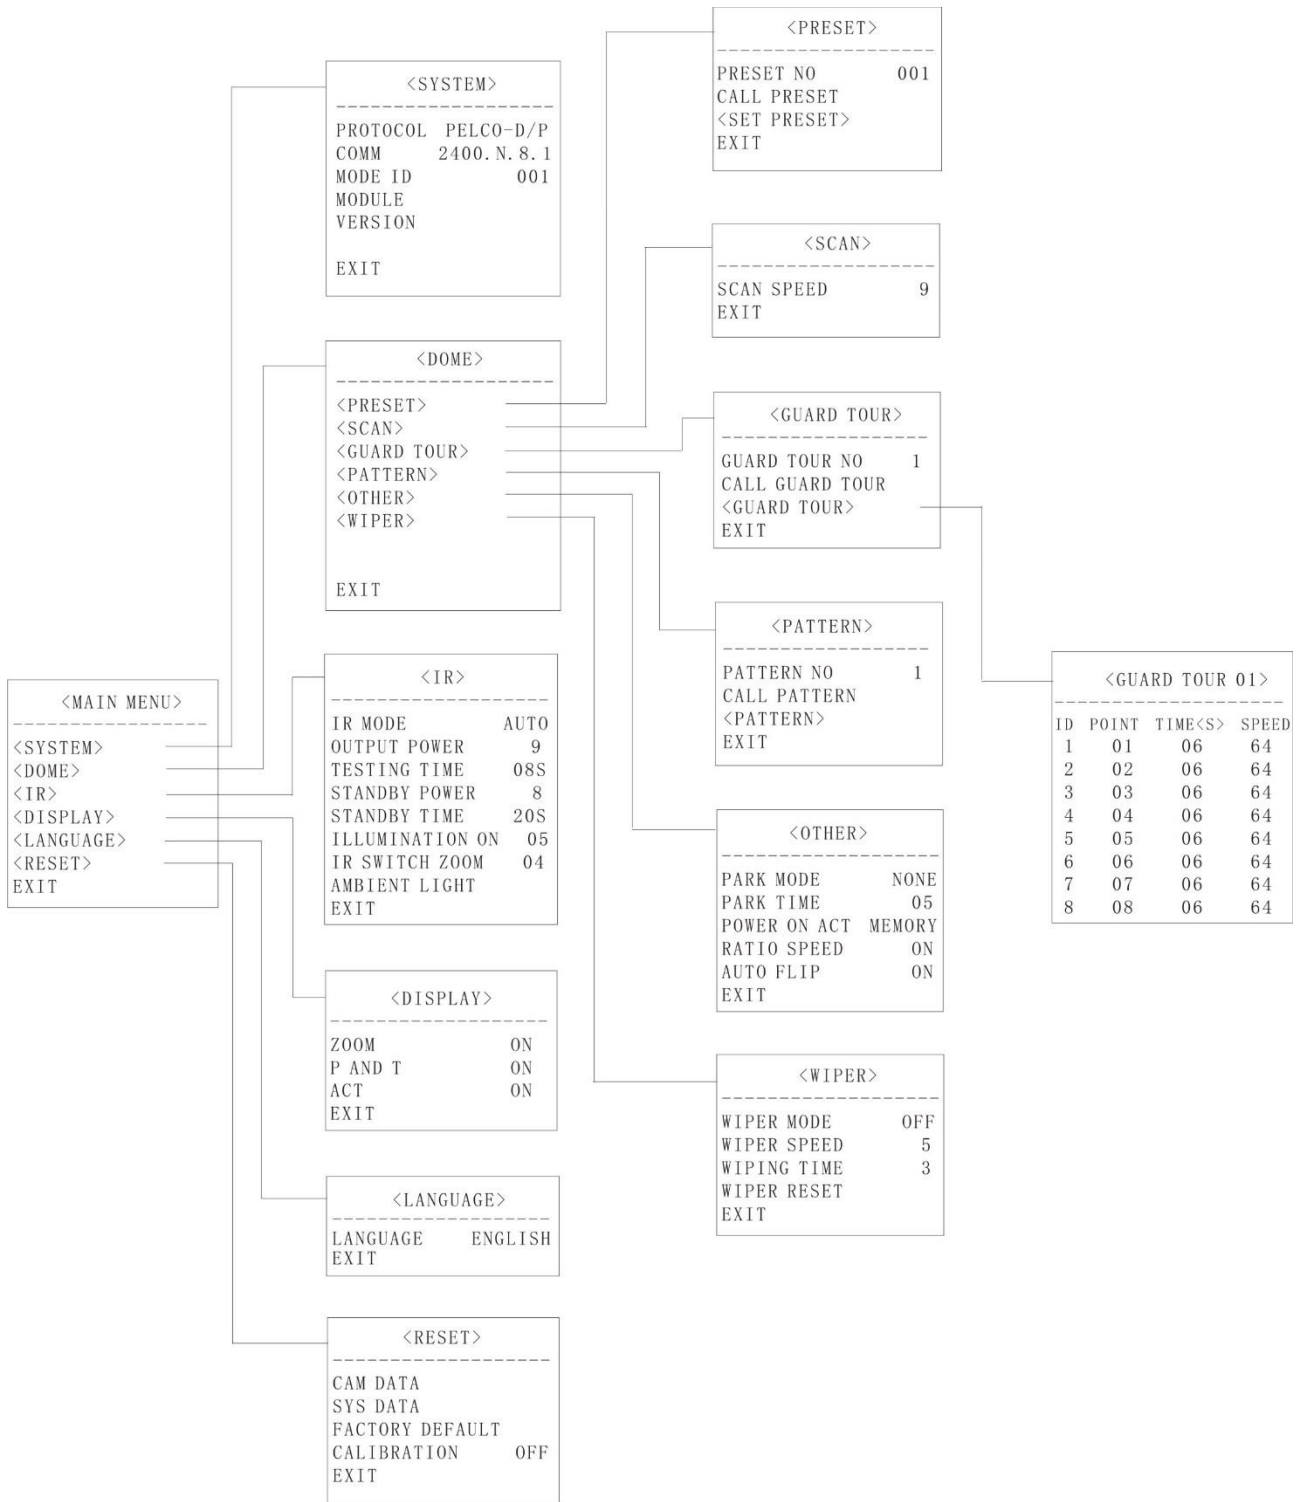 <MAIN MENU>
<SYSTEM>
<DOME>
<IR>
<DISPLAY>
<LANGUAGE>
<RESET>
EXIT
<SYSTEM>
PROTOCOL PELCO-D/P
COMM 2400.N.8.1
MODE ID 001
MODULE
VERSION
EXIT
<DOME>
<PRESET>
<SCAN>
<GUARD TOUR>
<PATTERN>
<OTHER>
<WIPER>
EXIT
<IR>
IR MODE AUTO
OUTPUT POWER 9
TESTING TIME 08S
STANDBY POWER 8
STANDBY TIME 20S
ILLUMINATION ON 05
IR SWITCH ZOOM 04
AMBIENT LIGHT
EXIT
<DISPLAY>
ZOOM ON
P AND T ON
ACT ON
EXIT
<LANGUAGE>
LANGUAGE ENGLISH
EXIT
<RESET>
CAM DATA
SYS DATA
FACTORY DEFAULT
CALIBRATION OFF
EXIT
<PRESET>
PRESET NO 001
CALL PRESET
<SET PRESET>
EXIT
<SCAN>
SCAN SPEED 9
EXIT
<GUARD TOUR>
GUARD TOUR NO 1
CALL GUARD TOUR
<GUARD TOUR>
EXIT
<PATTERN>
PATTERN NO 1
CALL PATTERN
<PATTERN>
EXIT
<OTHER>
PARK MODE NONE
PARK TIME 05
POWER ON ACT MEMORY
RATIO SPEED ON
AUTO FLIP ON
EXIT
<WIPER>
WIPER MODE OFF
WIPER SPEED 5
WIPING TIME 3
WIPER RESET
EXIT
<GUARD TOUR 01>
ID POINT TIME<S> SPEED
1 01 06 64
2 02 06 64
3 03 06 64
4 04 06 64
5 05 06 64
6 06 06 64
7 07 06 64
8 08 06 64